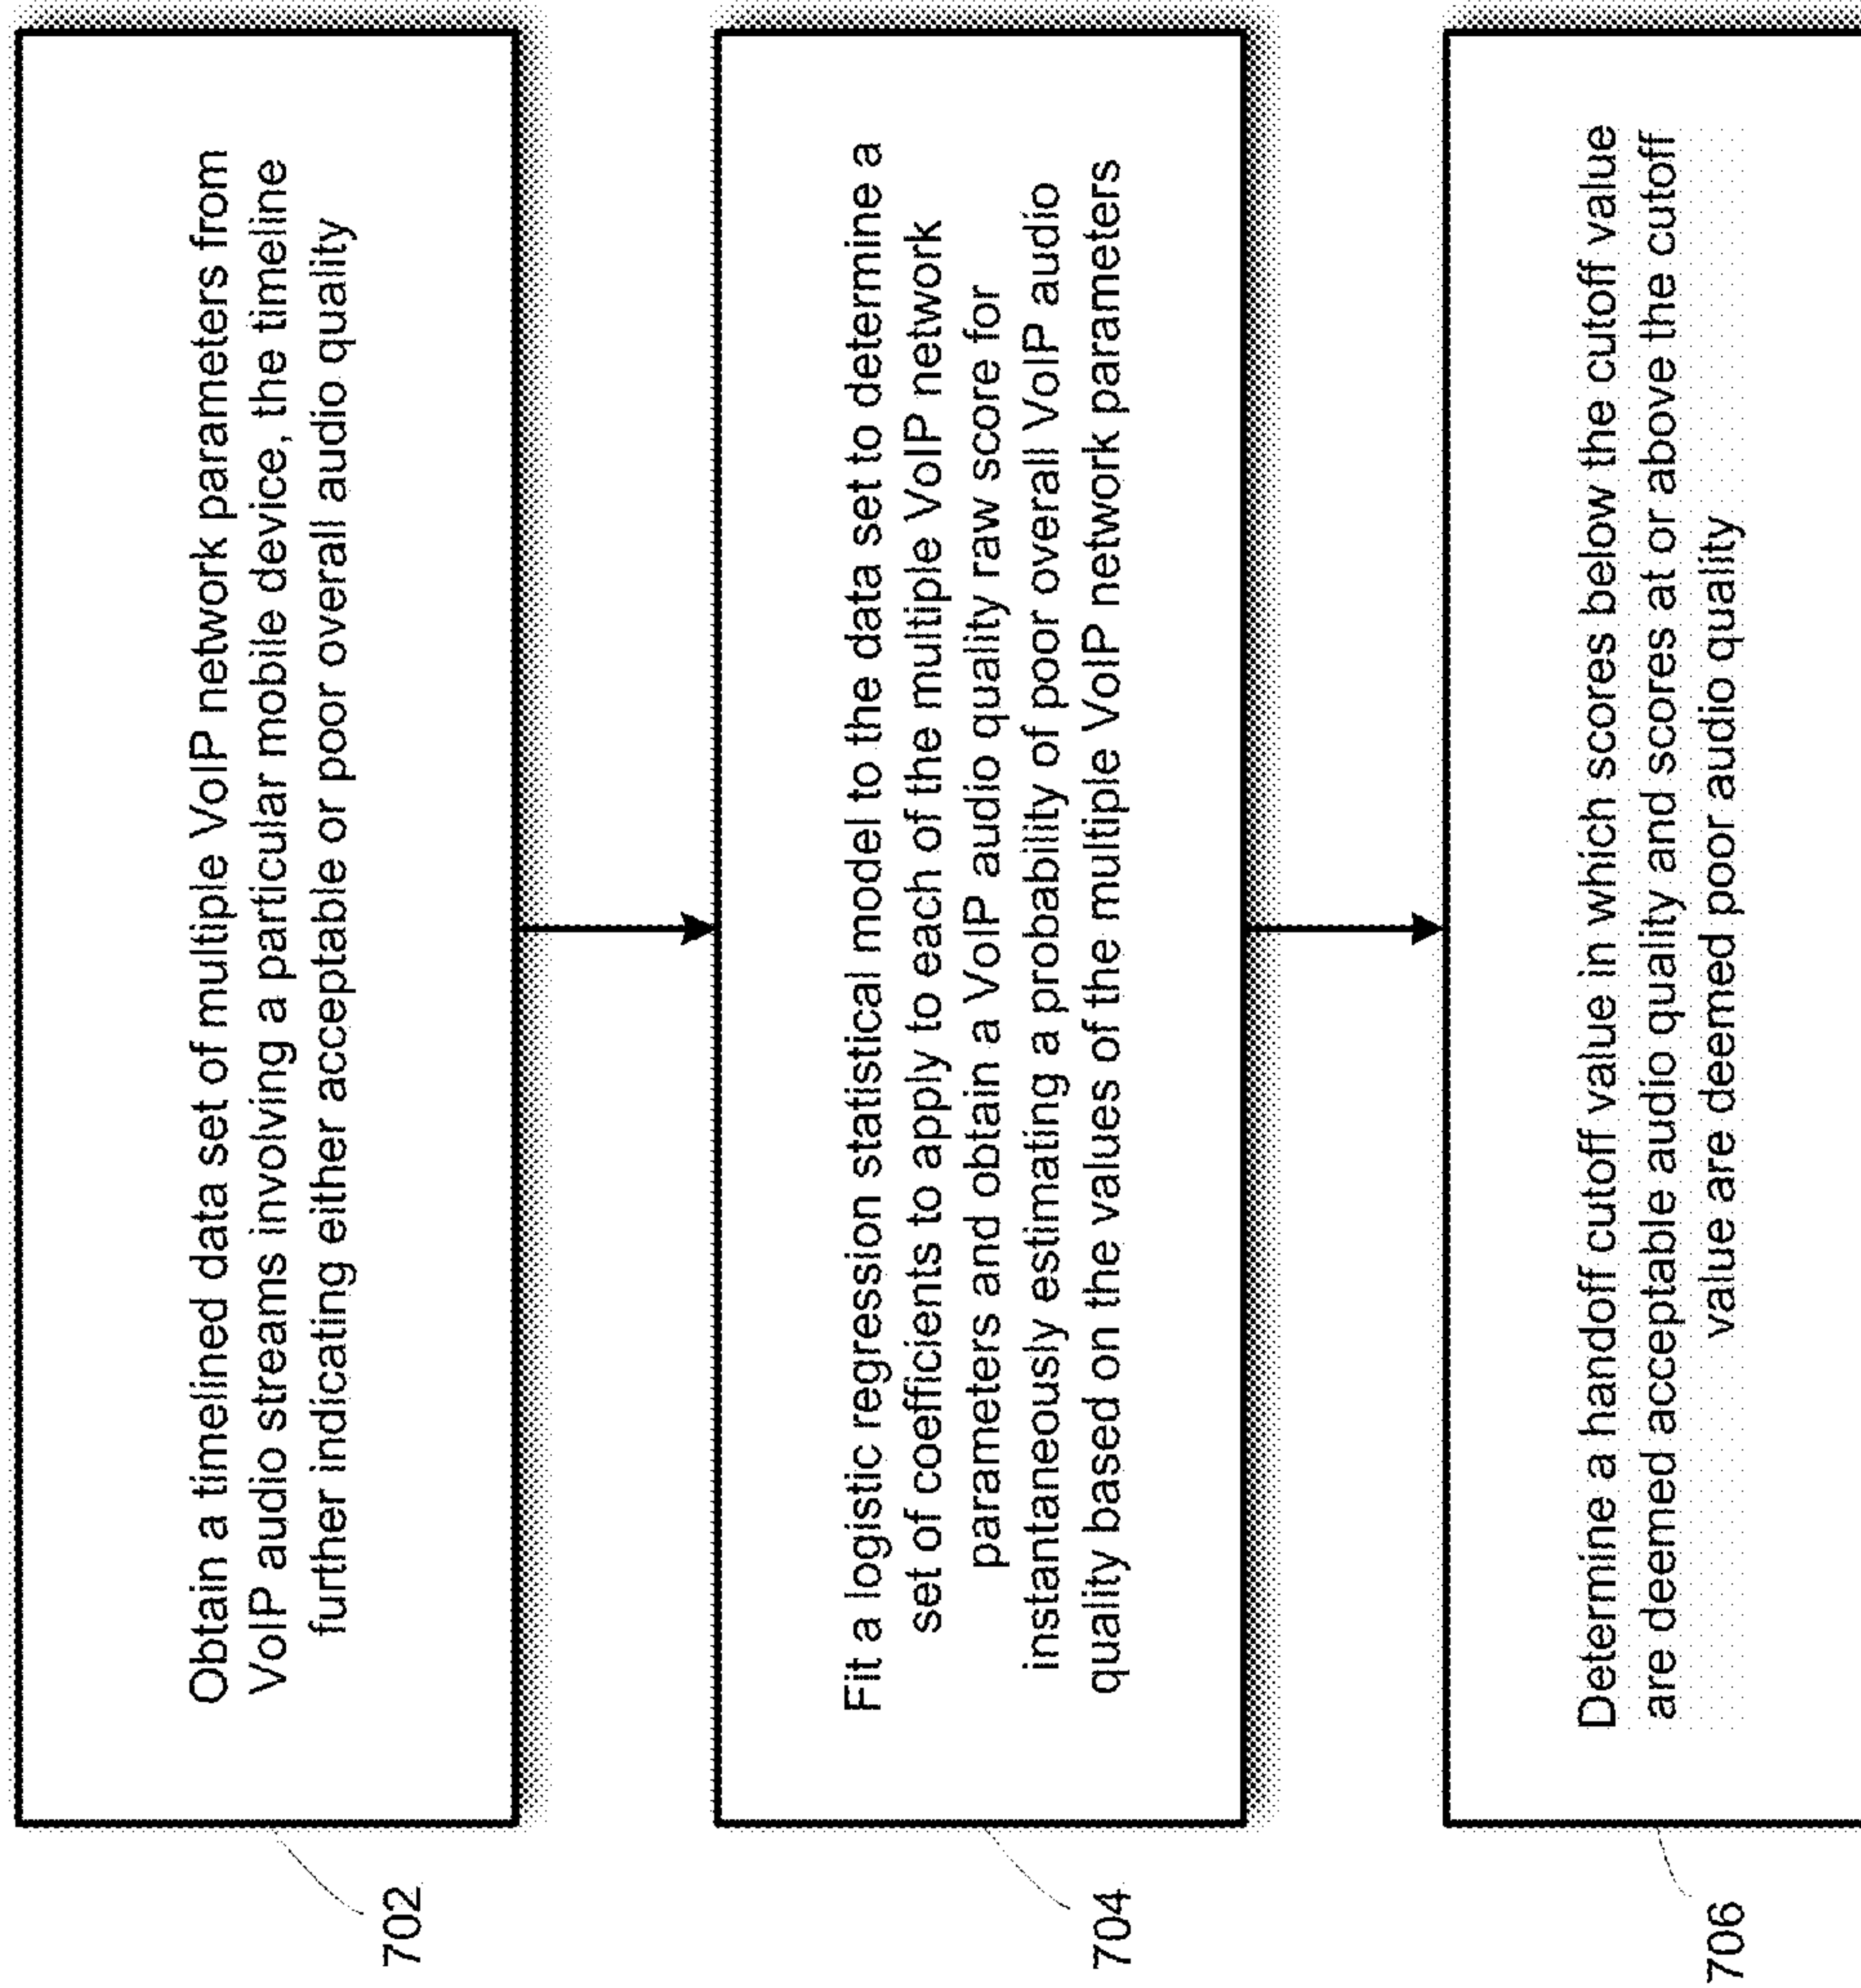 Obtain a timelined data set of multiple VoIP network parameters from
VoIP audio streams involving a particular mobile device, the timeline
further indicating either acceptable or poor overall audio quality
702
Fit a logistic regression statistical model to the data set to determine a
set of coefficients to apply to each of the multiple VoIP network
parameters and obtain a VoIP audio quality raw score for
instantaneously estimating a probability of poor overall VoIP audio
quality based on the values of the multiple VoIP network parameters
704
Determine a handoff cutoff value in which scores below the cutoff value
are deemed acceptable audio quality and scores at or above the cutoff
value are deemed poor audio quality
706